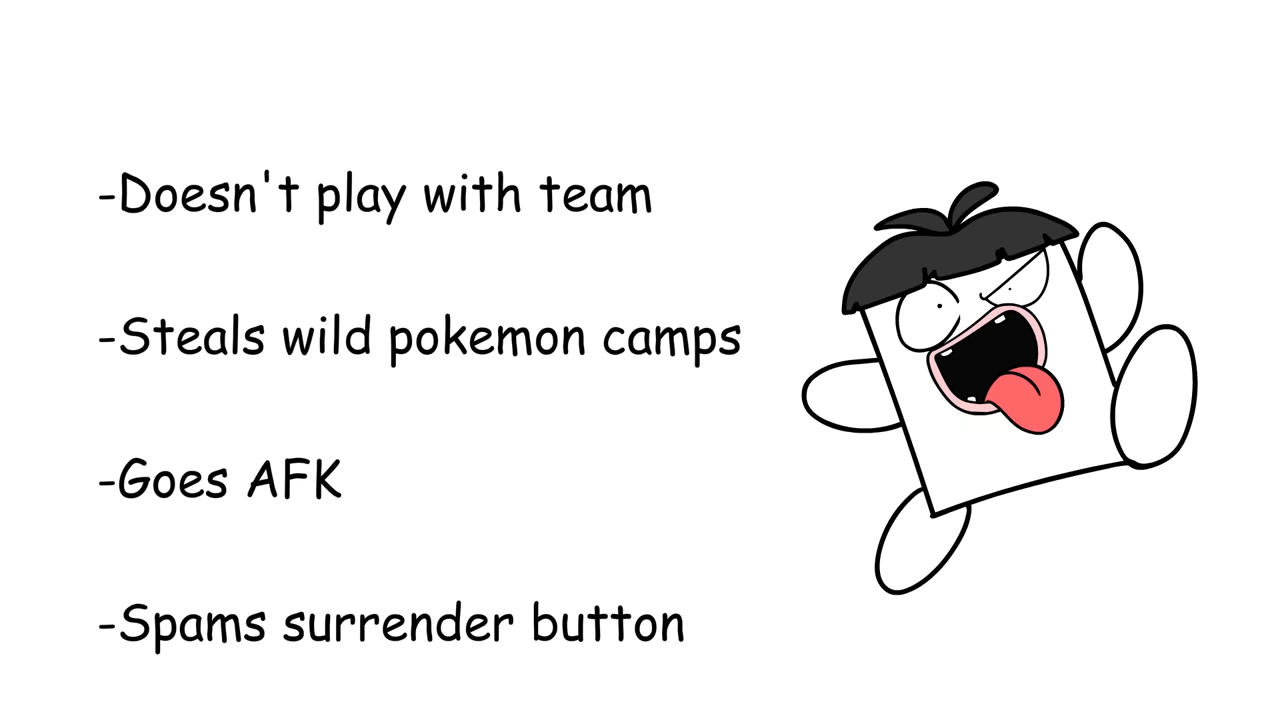 -Doesn't play with team
-Steals wild pokemon camps
-Goes AFK
-Spams surrender button